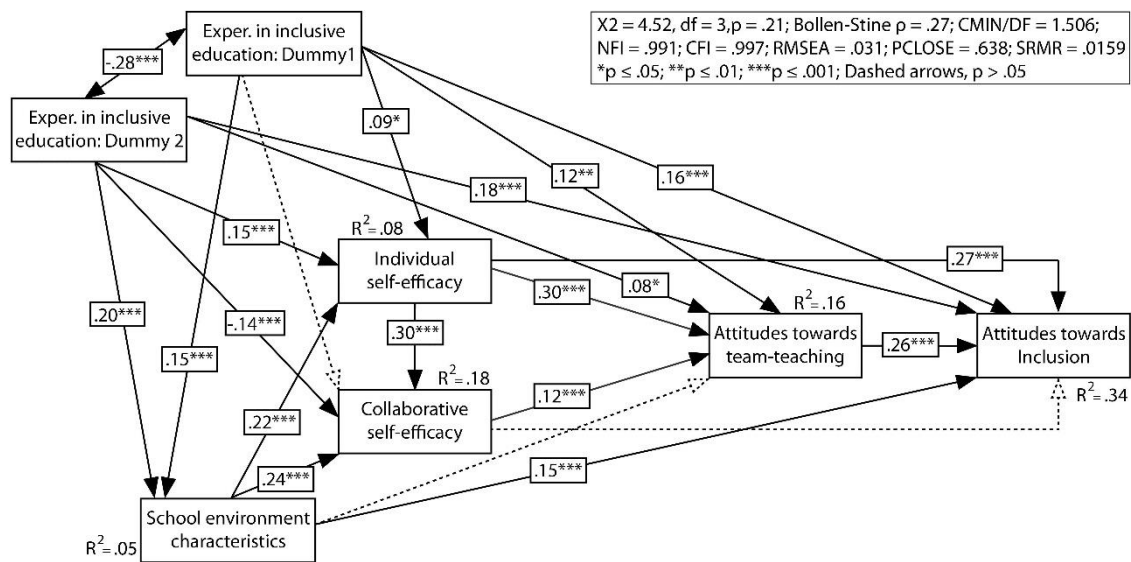 Exper. in inclusive
education: Dummy1
X2 = 4.52, df = 3,p = .21; Bollen-Stine ρ = .27; CMIN/DF = 1.506;
NFI = .991; CFI = .997; RMSEA = .031; PCLOSE = .638; SRMR = .0159
*p ≤ .05; **p ≤ .01; ***p ≤ .001; Dashed arrows, p > .05
-.28***
Exper. in inclusive
education: Dummy 2
.09*
.12**
.16***
.18***
.15***
R²=.08
Individual
self-efficacy
.27***
.30***
.08*
R²=.16
.20***
-.14***
.30***
Attitudes towards
team-teaching
.26***
Attitudes towards
Inclusion
.15***
R²=.18
R²=.34
Collaborative
self-efficacy
.12***
.22***
.24***
.15***
School environment
characteristics
R²=.05